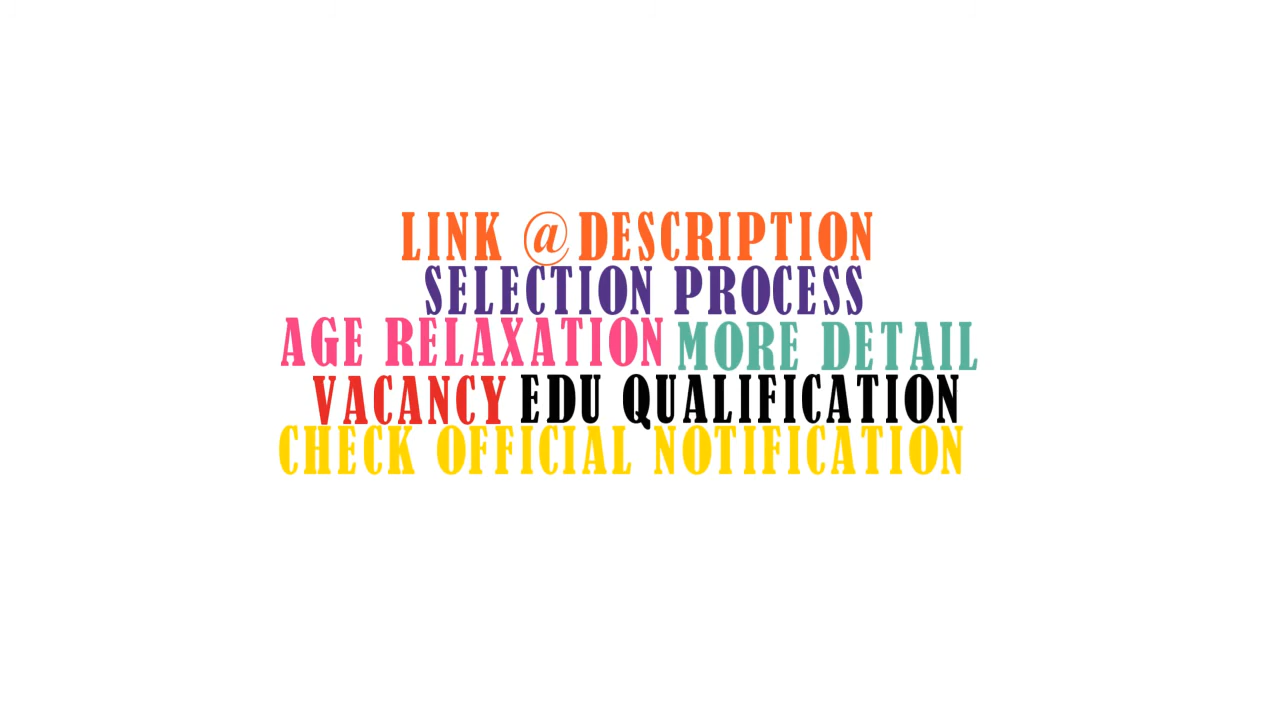 LINK @DESCRIPTION
SELECTION PROCESS
AGE RELAXATION MORE DETAIL
VACANCY EDU QUALIFICATION
CHECK OFFICIAL NOTIFICATION